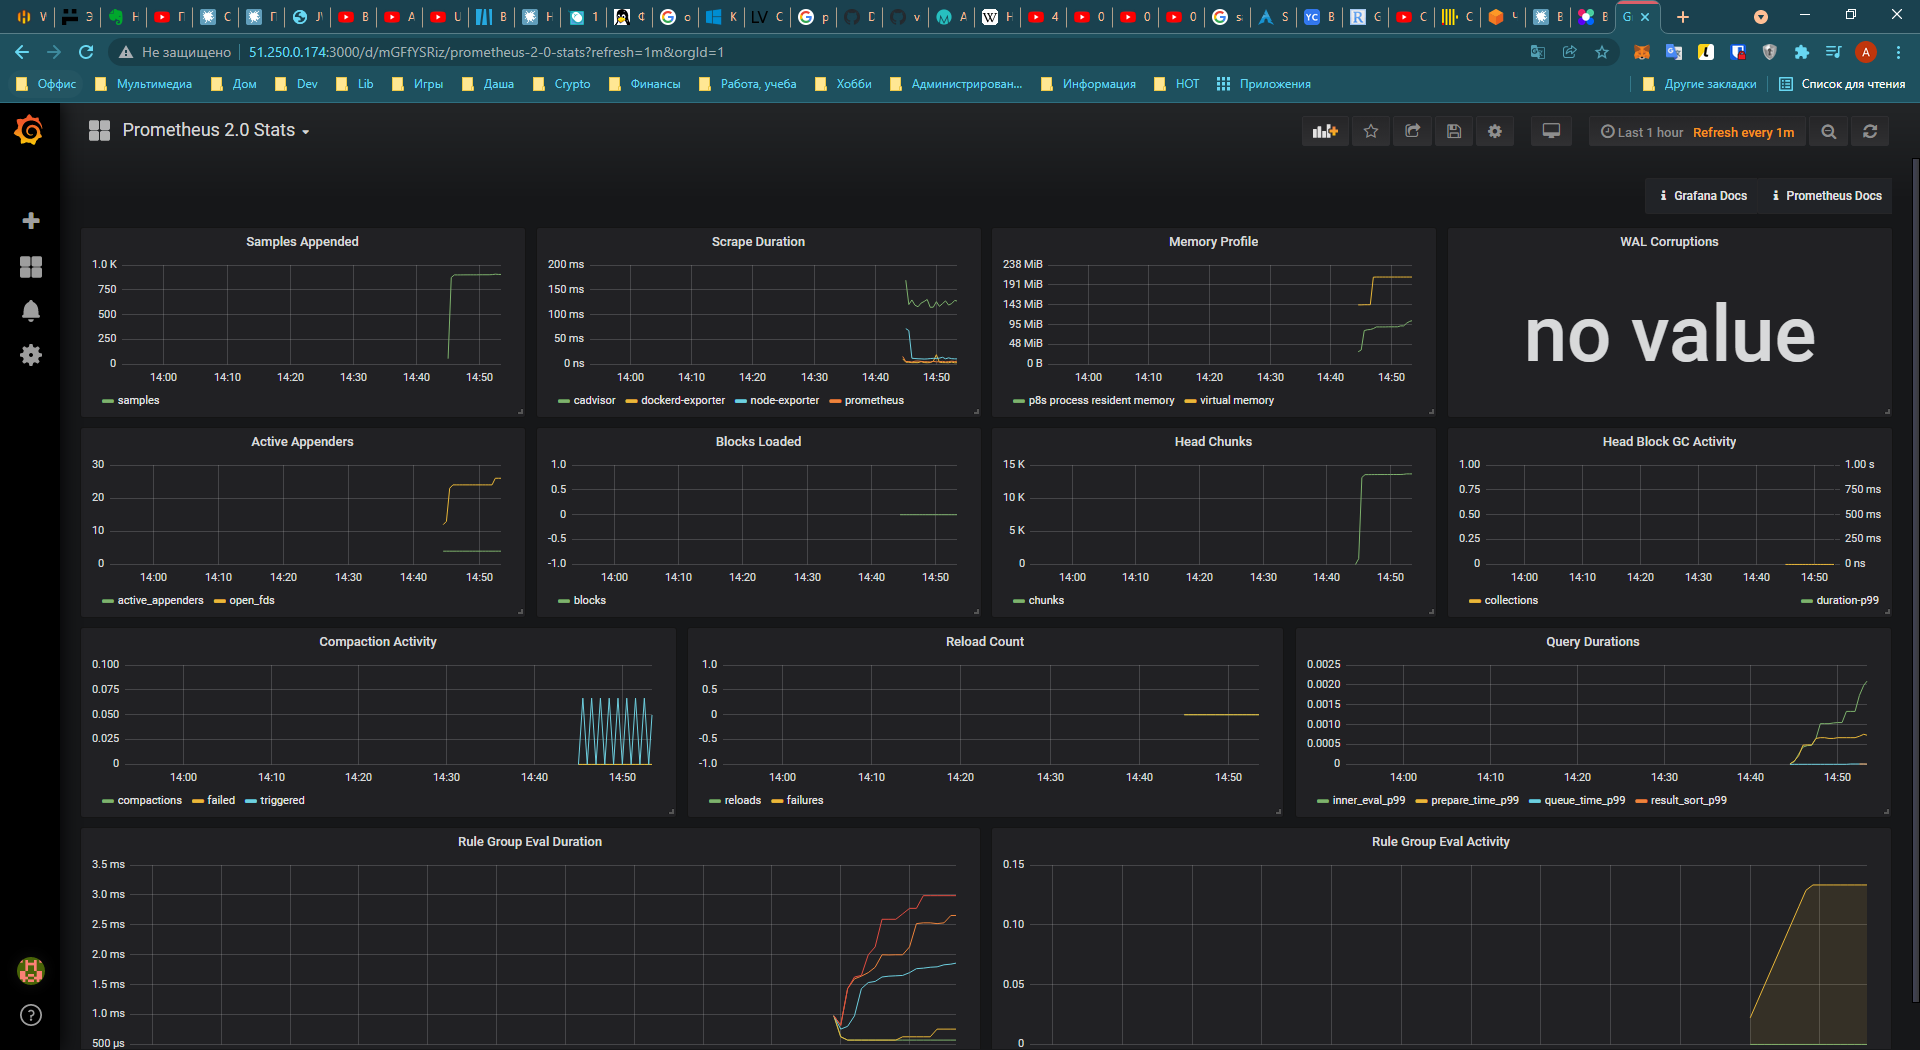 Не защищено 51.250.0.174:3000/d/mGFfYSRiz/prometheus-2-0-stats?refresh=1m&orgId=1
Оффис Мультимедиа Дом Dev Lib Игры Даша Crypto Финансы Работа, учеба Хобби Администрирован... Информация HOT Приложения Другие закладки Список для чтения
Prometheus 2.0 Stats
Last 1 hour Refresh every 1m
Grafana Docs Prometheus Docs
Samples Appended
1.0 K
750
500
250
0
14:00 14:10 14:20 14:30 14:40 14:50
samples
Scrape Duration
200 ms
150 ms
100 ms
50 ms
0 ns
14:00 14:10 14:20 14:30 14:40 14:50
cadvisor dockerd-exporter node-exporter prometheus
Memory Profile
238 MiB
191 MiB
143 MiB
95 MiB
48 MiB
0 B
14:00 14:10 14:20 14:30 14:40 14:50
p8s process resident memory virtual memory
WAL Corruptions
no value
Active Appenders
30
20
10
0
14:00 14:10 14:20 14:30 14:40 14:50
active_appenders open_fds
Blocks Loaded
1.0
0.5
0
-0.5
-1.0
14:00 14:10 14:20 14:30 14:40 14:50
blocks
Head Chunks
15 K
10 K
5 K
0
14:00 14:10 14:20 14:30 14:40 14:50
chunks
Head Block GC Activity
1.00 1.00 s
0.75 750 ms
0.50 500 ms
0.25 250 ms
0 0 ns
14:00 14:10 14:20 14:30 14:40 14:50
collections duration-p99
Compaction Activity
0.100
0.075
0.050
0.025
0
14:00 14:10 14:20 14:30 14:40 14:50
compactions failed triggered
Reload Count
1.0
0.5
0
-0.5
-1.0
14:00 14:10 14:20 14:30 14:40 14:50
reloads failures
Query Durations
0.0025
0.0020
0.0015
0.0010
0.0005
0
14:00 14:10 14:20 14:30 14:40 14:50
inner_eval_p99 prepare_time_p99 queue_time_p99 result_sort_p99
Rule Group Eval Duration
3.5 ms
3.0 ms
2.5 ms
2.0 ms
1.5 ms
1.0 ms
500 µs
Rule Group Eval Activity
0.15
0.10
0.05
0